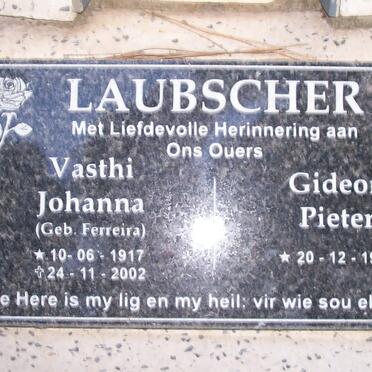 LAUBSCHER
Met Liefdevolle Herinnering aan
Ons Ouers
Vasthi
Johanna
(Geb. Ferreira)
★ 10-06-1917
✝ 24-11-2002
Gideon
Pieter
★ 20-12-19
e Here is my lig en my heil: vir wie sou ek